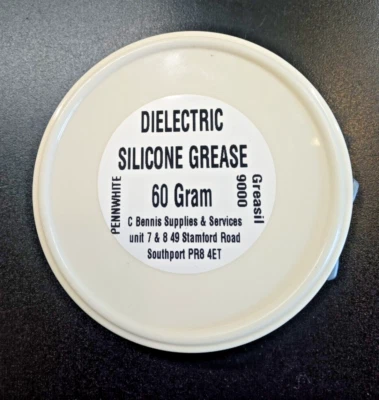 DIELECTRIC
SILICONE GREASE
60 Gram
C Bennis Supplies & Services
unit 7 & 8 49 Stamford Road
Southport PR8 4ET
PENNWHITE
Greasil
9000